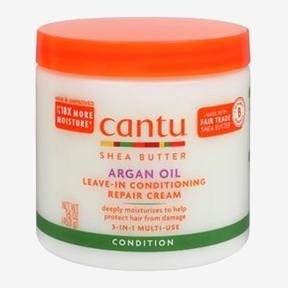 18X MORE
MOISTURE*
MADE WITH
FAIR TRADE
SHEA BUTTER
cantu
SHEA BUTTER
ARGAN OIL
LEAVE-IN CONDITIONING
REPAIR CREAM
deeply moisturizes to help
protect hair from damage
3-IN-1 MULTI-USE
CONDITION